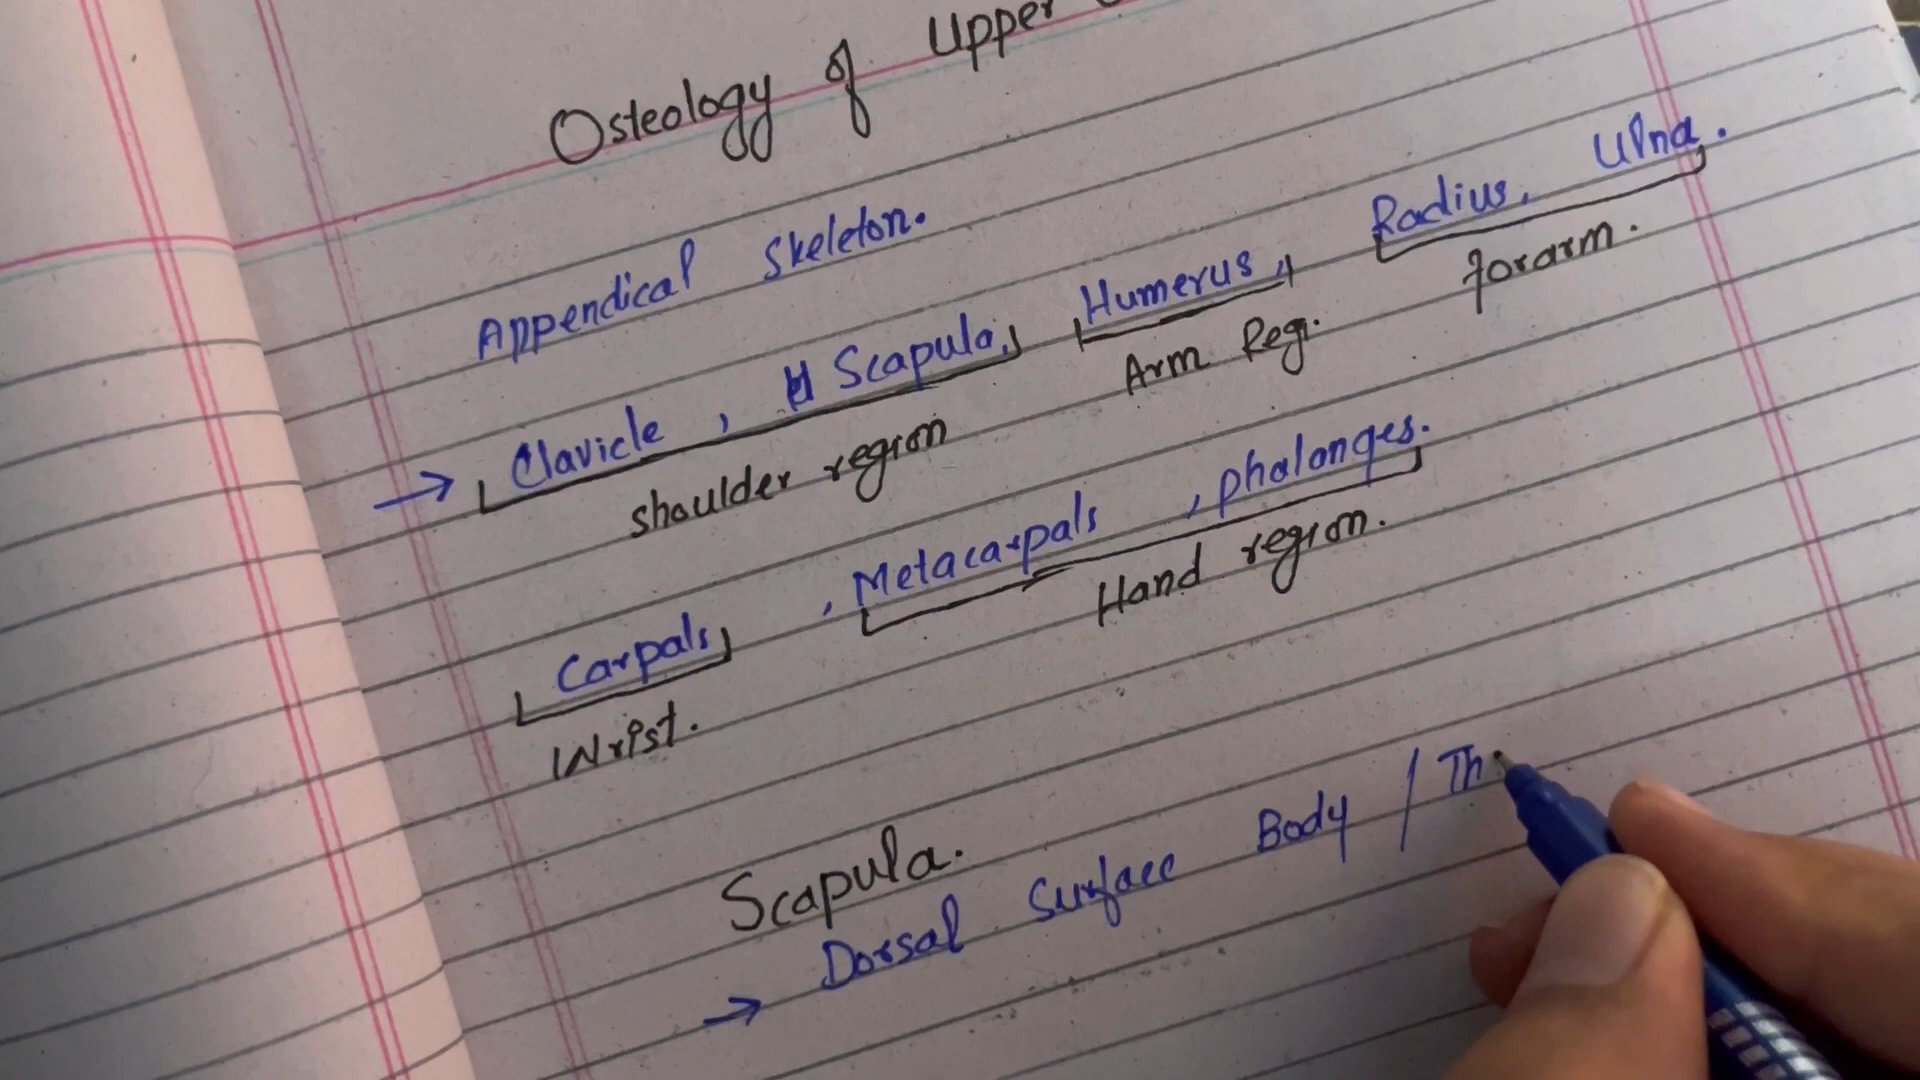 Osteology of Upper
Appendical Skeleton.
→ Clavicle, Scapula, Humerus, Radius, Ulna.
shoulder region Arm Reg. forarm.
Carpals, Metacarpals, phalanges.
Wrist. Hand region.
Scapula.
→ Dorsal Surface Body / Th